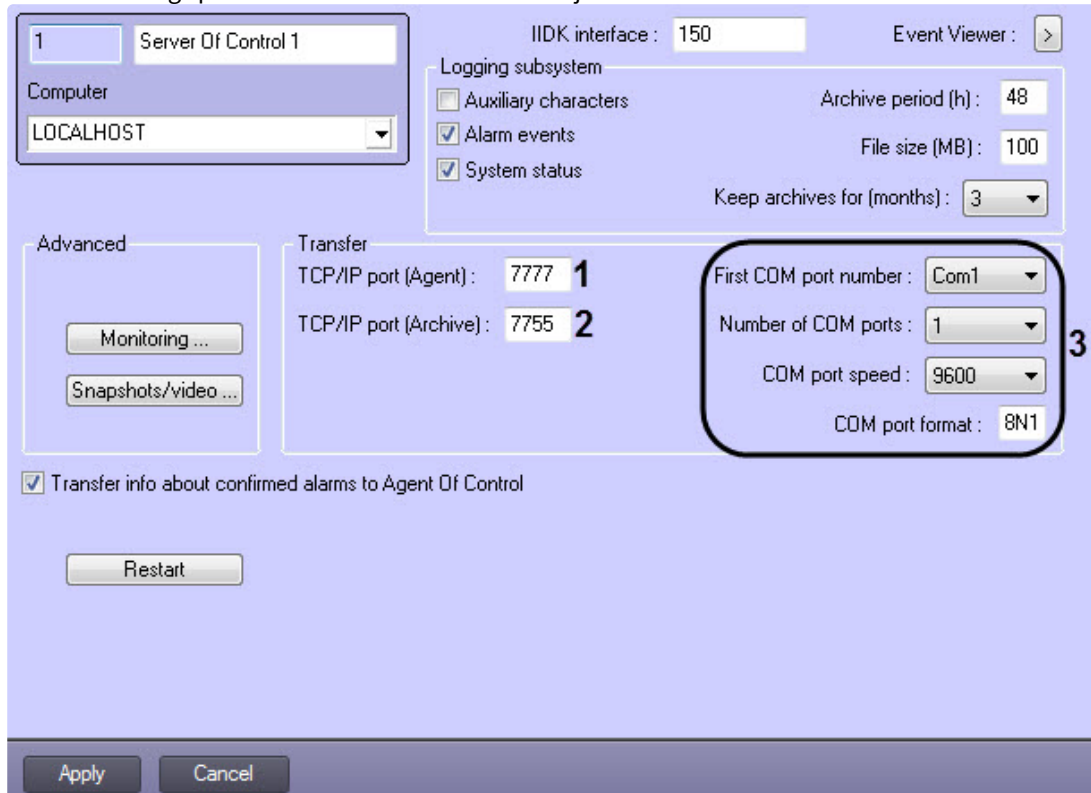 1 Server Of Control 1
Computer
LOCALHOST
IIDK interface : 150
Event Viewer : >
Logging subsystem
Auxiliary characters
Alarm events
System status
Archive period (h) : 48
File size (MB) : 100
Keep archives for (months) : 3
Advanced
Monitoring ...
Snapshots/video ...
Transfer
TCP/IP port (Agent) : 7777 1
TCP/IP port (Archive) : 7755 2
First COM port number : Com1
Number of COM ports : 1
COM port speed : 9600
COM port format : 8N1
3
Transfer info about confirmed alarms to Agent Of Control
Restart
Apply Cancel